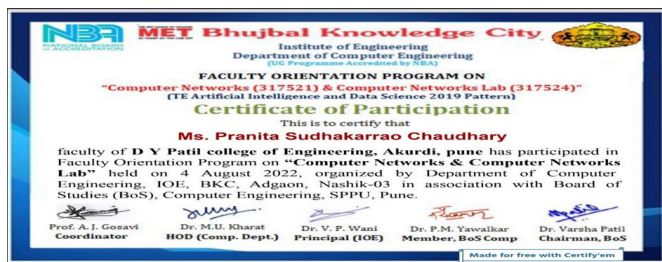 NBA
NATIONAL BOARD
of ACCREDITATION
MET Bhujbal Knowledge City
Institute of Engineering
Department of Computer Engineering
(UG Programme Accredited by NBA)
FACULTY ORIENTATION PROGRAM ON
"Computer Networks (317521) & Computer Networks Lab (317524)"
(TE Artificial Intelligence and Data Science 2019 Pattern)
Certificate of Participation
This is to certify that
Ms. Pranita Sudhakarrao Chaudhary
faculty of D Y Patil college of Engineering, Akurdi, pune has participated in
Faculty Orientation Program on "Computer Networks & Computer Networks
Lab" held on 4 August 2022, organized by Department of Computer
Engineering, IOE, BKC, Adgaon, Nashik-03 in association with Board of
Studies (BoS), Computer Engineering, SPPU, Pune.
Prof. A. J. Gosavi
Coordinator
Dr. M.U. Kharat
HOD (Comp. Dept.)
Dr. V. P. Wani
Principal (IOE)
Dr. P.M. Yawalkar
Member, BoS Comp
Dr. Varsha Patil
Chairman, BoS
Made for free with Certify'em